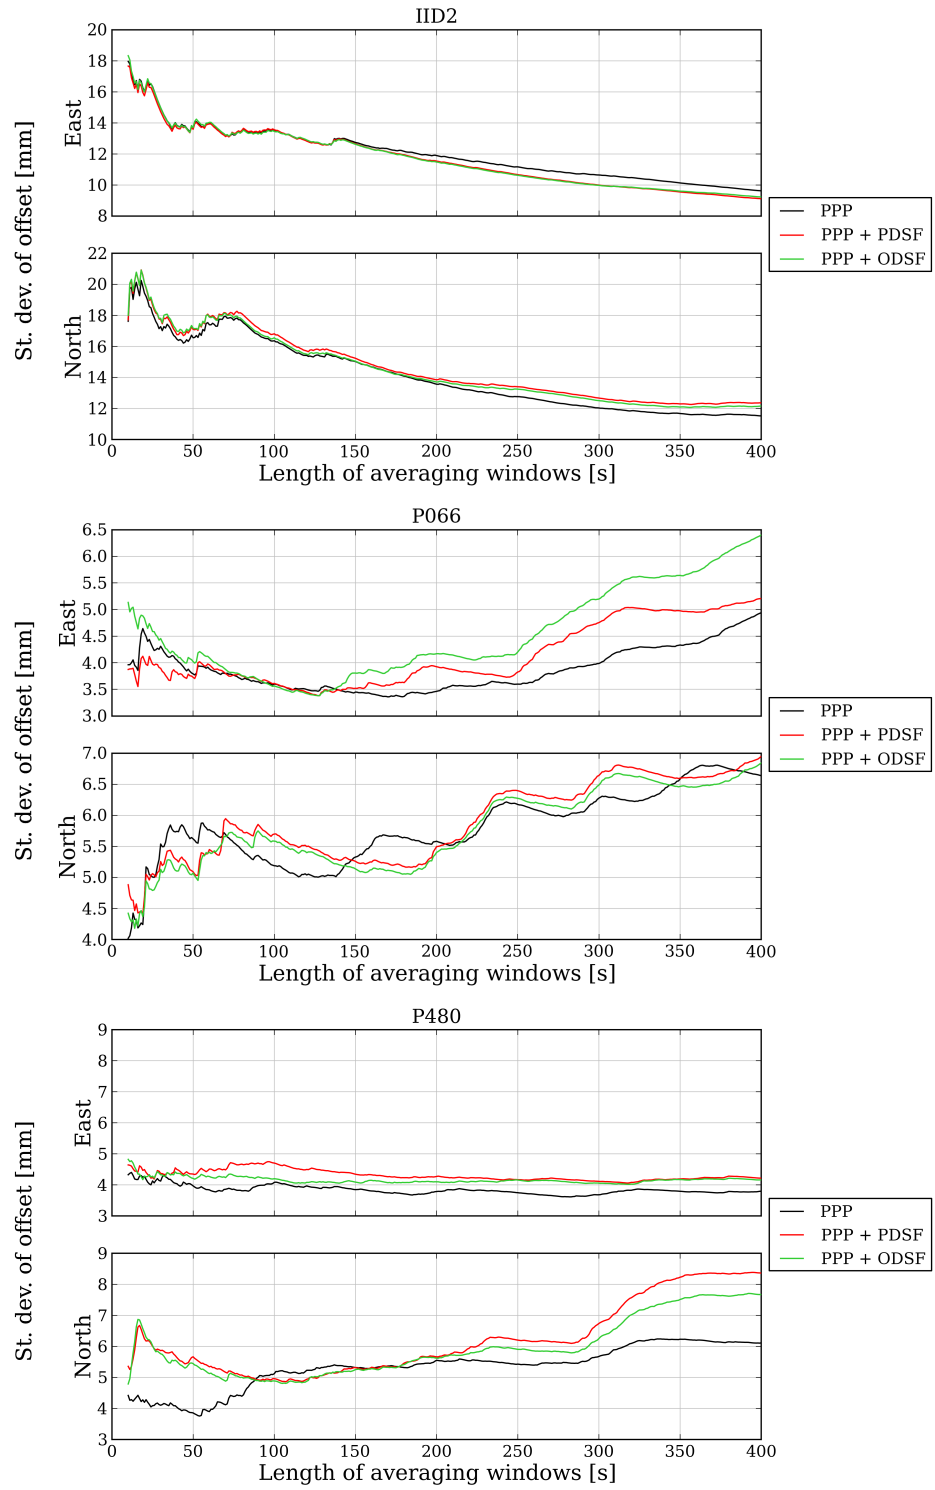 IID2
St. dev. of offset [mm]
East
20
18
16
14
12
10
8
North
22
20
18
16
14
12
10
0 50 100 150 200 250 300 350 400
Length of averaging windows [s]
PPP
PPP + PDSF
PPP + ODSF
P066
St. dev. of offset [mm]
East
6.5
6.0
5.5
5.0
4.5
4.0
3.5
3.0
North
7.0
6.5
6.0
5.5
5.0
4.5
4.0
0 50 100 150 200 250 300 350 400
Length of averaging windows [s]
PPP
PPP + PDSF
PPP + ODSF
P480
St. dev. of offset [mm]
East
9
8
7
6
5
4
3
North
9
8
7
6
5
4
3
0 50 100 150 200 250 300 350 400
Length of averaging windows [s]
PPP
PPP + PDSF
PPP + ODSF